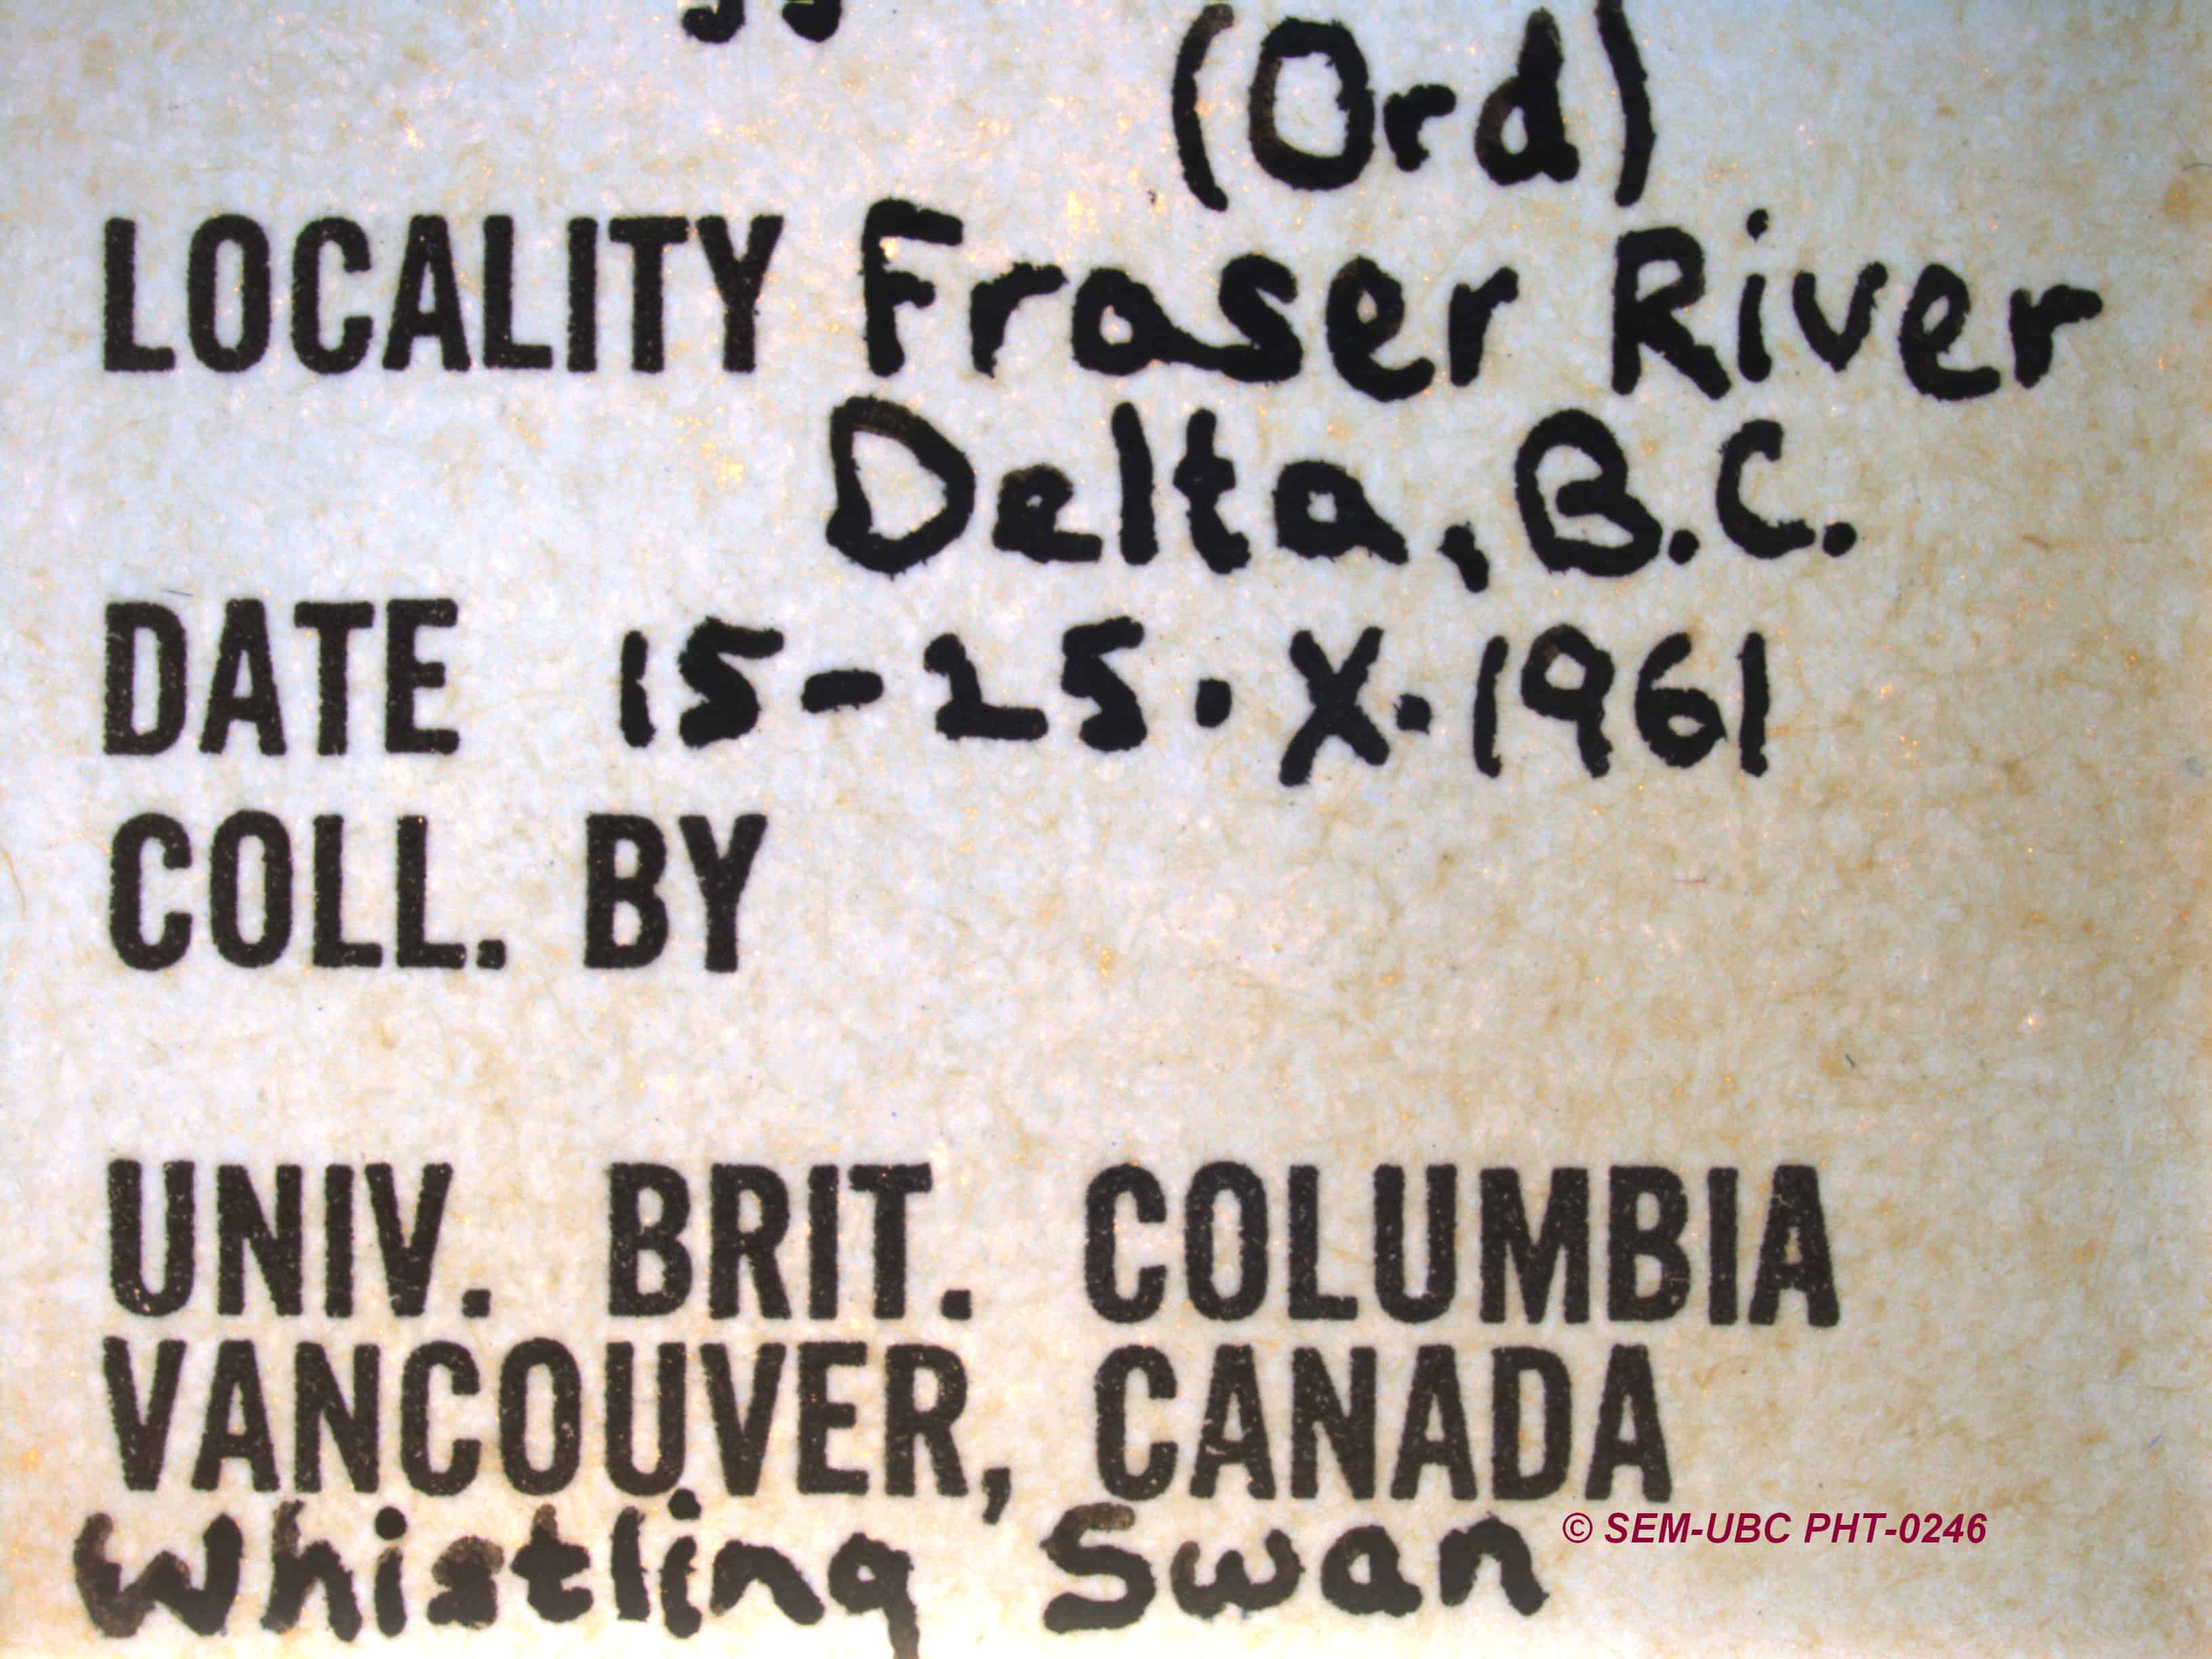 (Ord)
LOCALITY Fraser River
Delta, B.C.
DATE 15-25.X.1961
COLL. BY
UNIV. BRIT. COLUMBIA
VANCOUVER, CANADA
Whistling Swan
© SEM-UBC PHT-0246